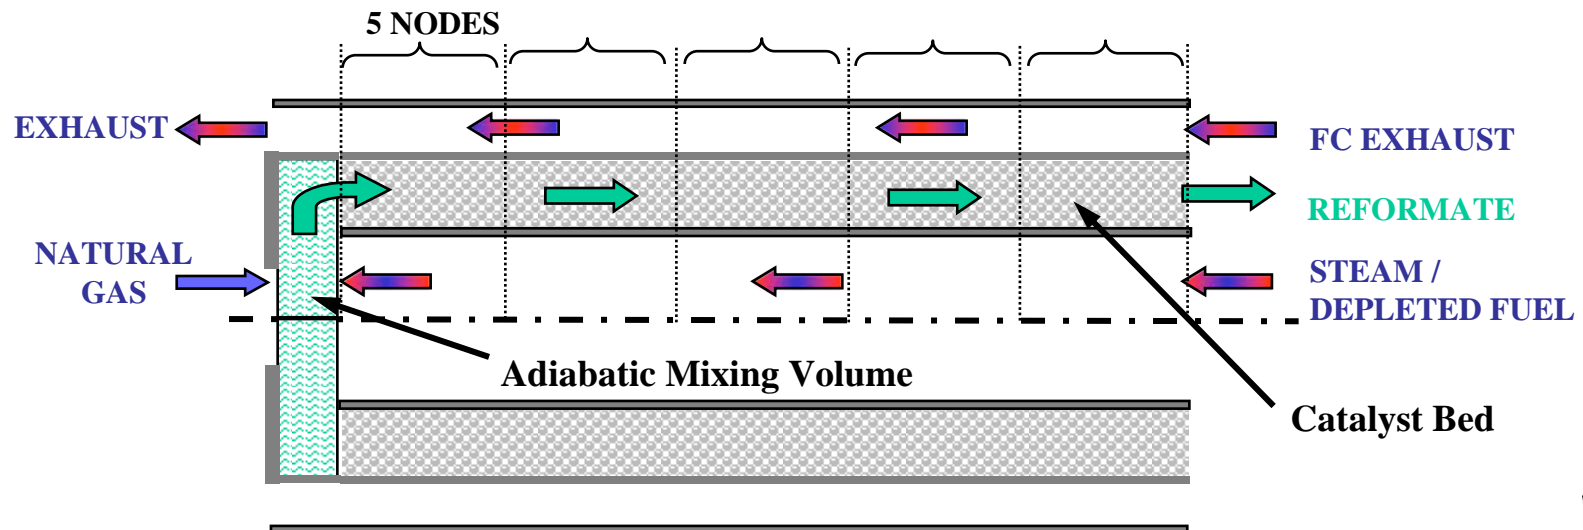 5 NODES
EXHAUST
FC EXHAUST
REFORMATE
NATURAL
GAS
STEAM /
DEPLETED FUEL
Adiabatic Mixing Volume
Catalyst Bed